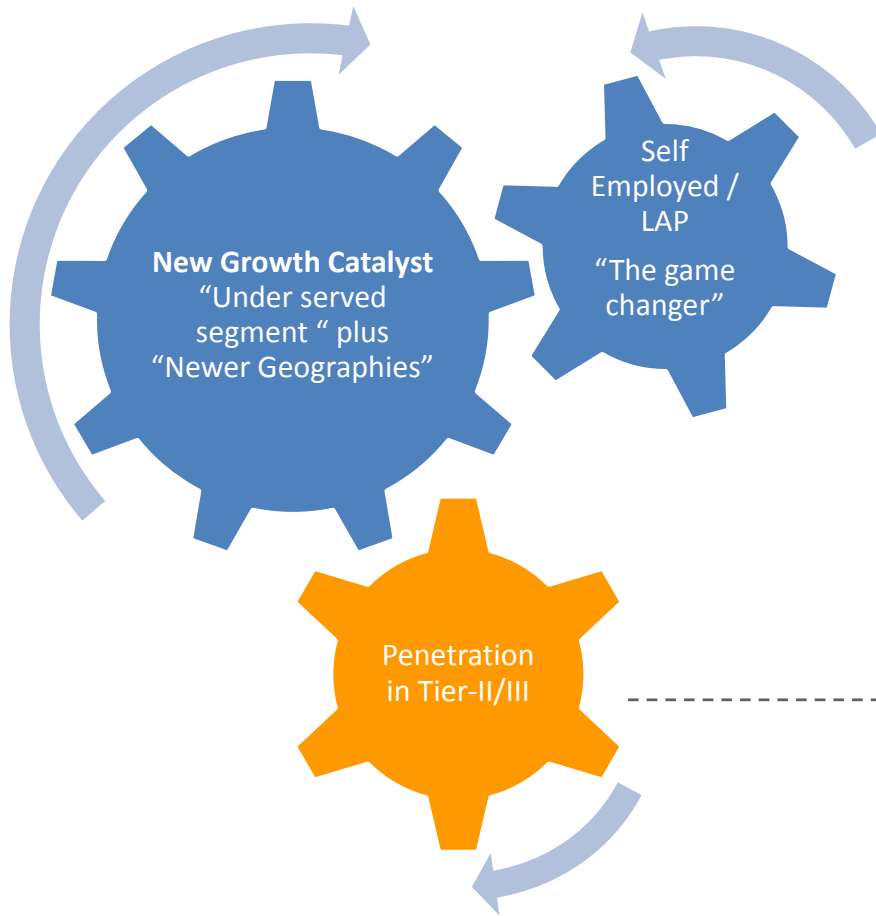 New Growth Catalyst
“Under served
segment “ plus
“Newer Geographies”
Self
Employed /
LAP
“The game
changer”
Penetration
in Tier-II/III